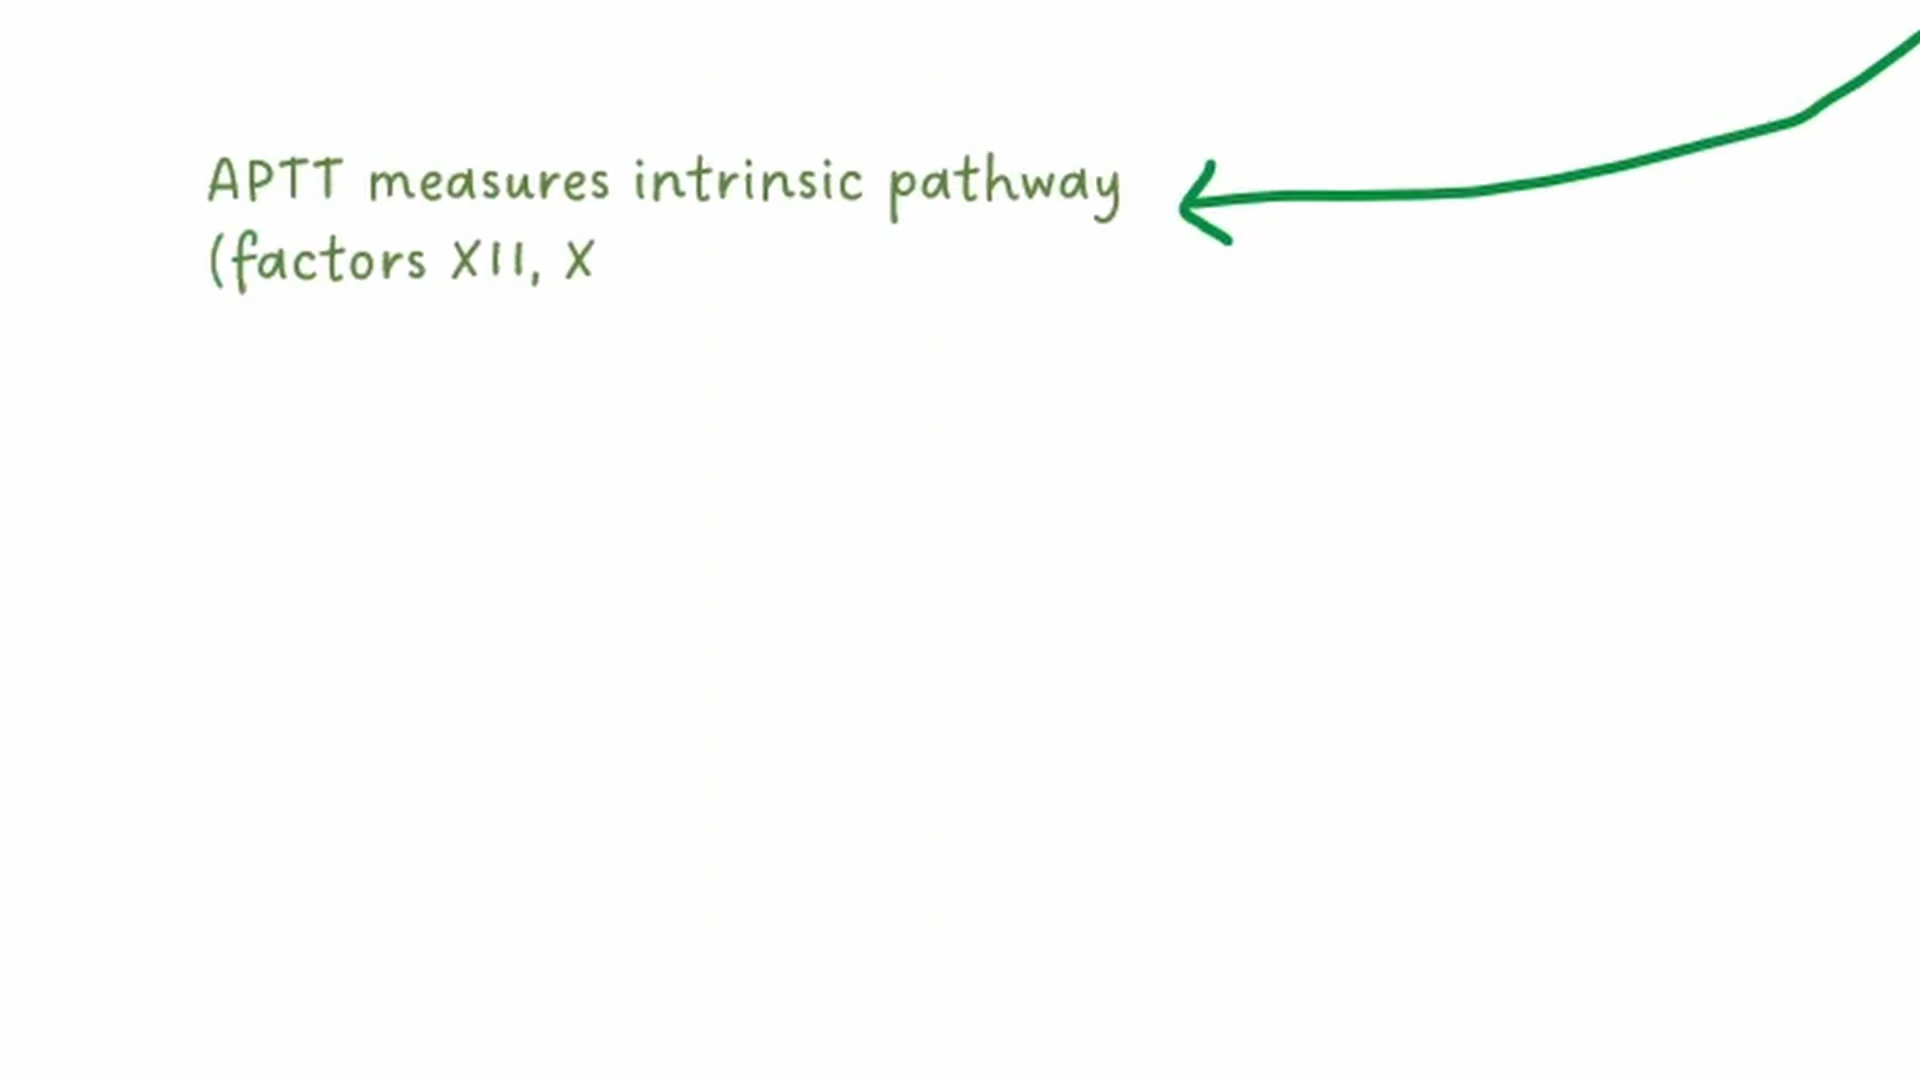 APTT measures intrinsic pathway
(factors XII, X